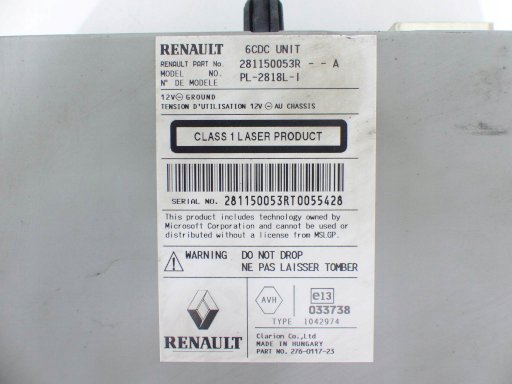 RENAULT 6CDC UNIT
RENAULT PART No. 281150053R - - A
MODEL NO. PL-2818L-I
N° DE MODELE
12V⊖GROUND
TENSION D'UTILISATION 12V ⊖ AU CHASSIS
CLASS 1 LASER PRODUCT
SERIAL NO. 281150053RT0055428
This product includes technology owned by
Microsoft Corporation and cannot be used or
distributed without a license from MSLGP.
WARNING DO NOT DROP
NE PAS LAISSER TOMBER
AVH e13
033738
TYPE 1042974
RENAULT
Clarion Co.,Ltd
MADE IN HUNGARY
PART NO. 276-0117-23